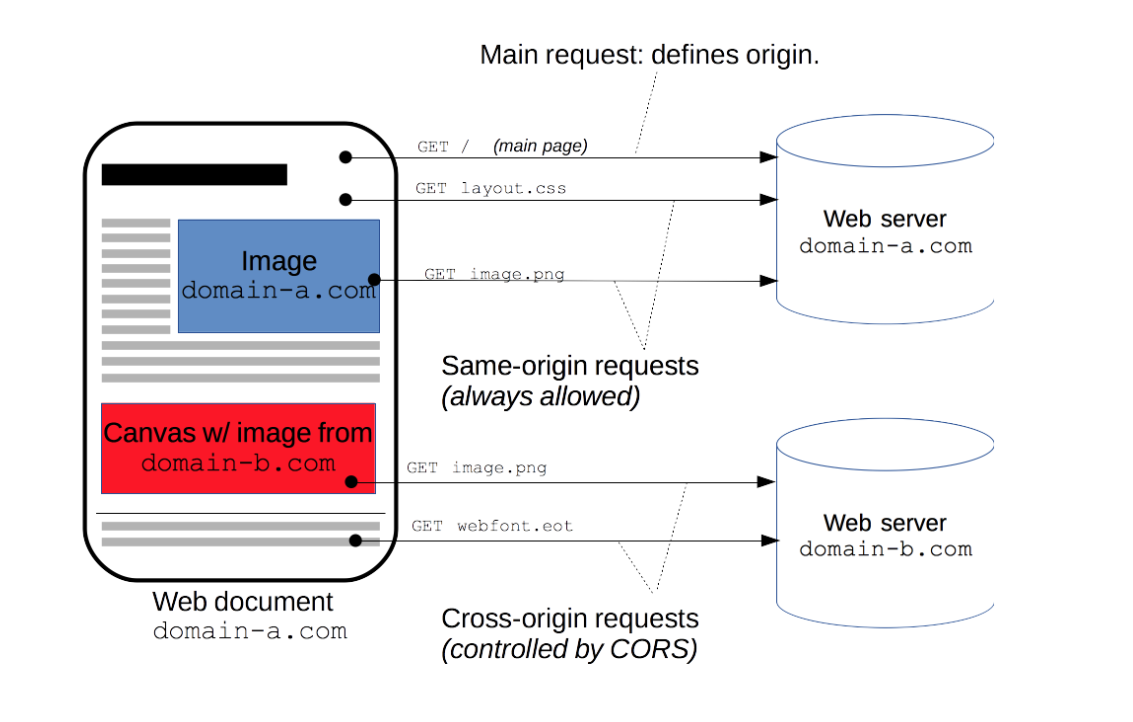 Main request: defines origin.
GET / (main page)
GET layout.css
Image
domain-a.com
GET image.png
Web server
domain-a.com
Same-origin requests
(always allowed)
Canvas w/ image from
domain-b.com
GET image.png
GET webfont.eot
Web server
domain-b.com
Web document
domain-a.com
Cross-origin requests
(controlled by CORS)